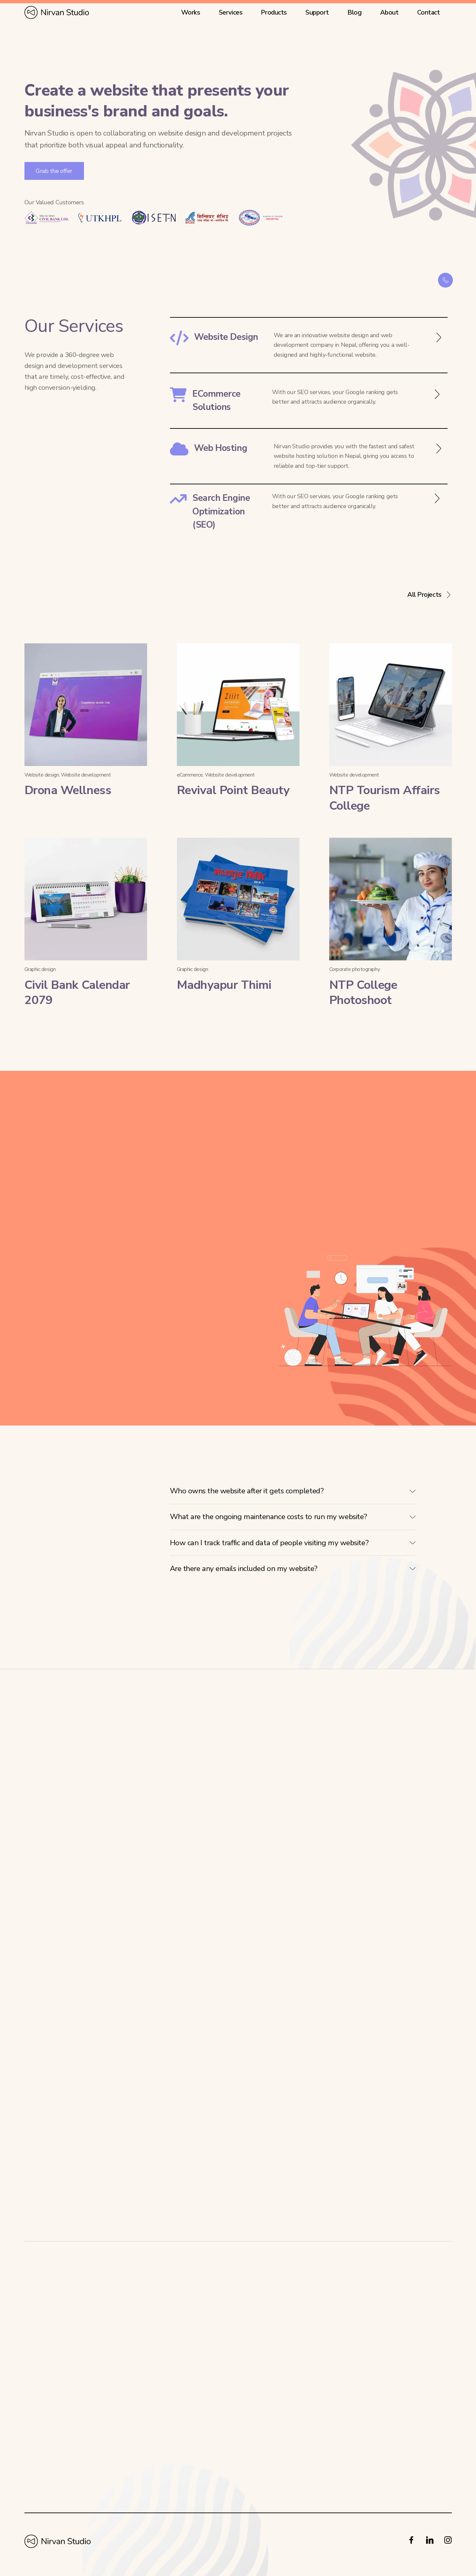 Nirvan Studio
Works Services Products Support Blog About Contact
Create a website that presents your
business's brand and goals.
Nirvan Studio is open to collaborating on website design and development projects
that prioritize both visual appeal and functionality.
Grab the offer
Our Valued Customers
CIVIL BANK LTD.
UTKHPL
ISETN
Our Services
We provide a 360-degree web
design and development services
that are timely, cost-effective, and
high conversion-yielding.
Website Design
We are an innovative website design and web
development company in Nepal, offering you a well-
designed and highly-functional website.
ECommerce
Solutions
With our SEO services, your Google ranking gets
better and attracts audience organically.
Web Hosting
Nirvan Studio provides you with the fastest and safest
website hosting solution in Nepal, giving you access to
reliable and top-tier support.
Search Engine
Optimization
(SEO)
With our SEO services, your Google ranking gets
better and attracts audience organically.
All Projects
Website design, Website development
Drona Wellness
eCommerce, Website development
Revival Point Beauty
Website development
NTP Tourism Affairs
College
Graphic design
Civil Bank Calendar
2079
Graphic design
Madhyapur Thimi
Corporate photography
NTP College
Photoshoot
Aa
Who owns the website after it gets completed?
What are the ongoing maintenance costs to run my website?
How can I track traffic and data of people visiting my website?
Are there any emails included on my website?
Nirvan Studio